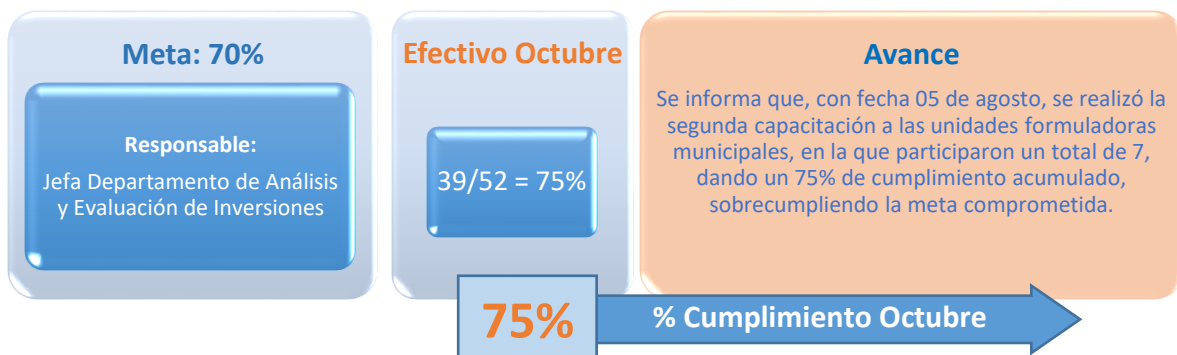 Meta: 70%
Responsable:
Jefa Departamento de Análisis
y Evaluación de Inversiones
Efectivo Octubre
39/52 = 75%
Avance
Se informa que, con fecha 05 de agosto, se realizó la
segunda capacitación a las unidades formuladoras
municipales, en la que participaron un total de 7,
dando un 75% de cumplimiento acumulado,
sobrecumpliendo la meta comprometida.
75%
% Cumplimiento Octubre